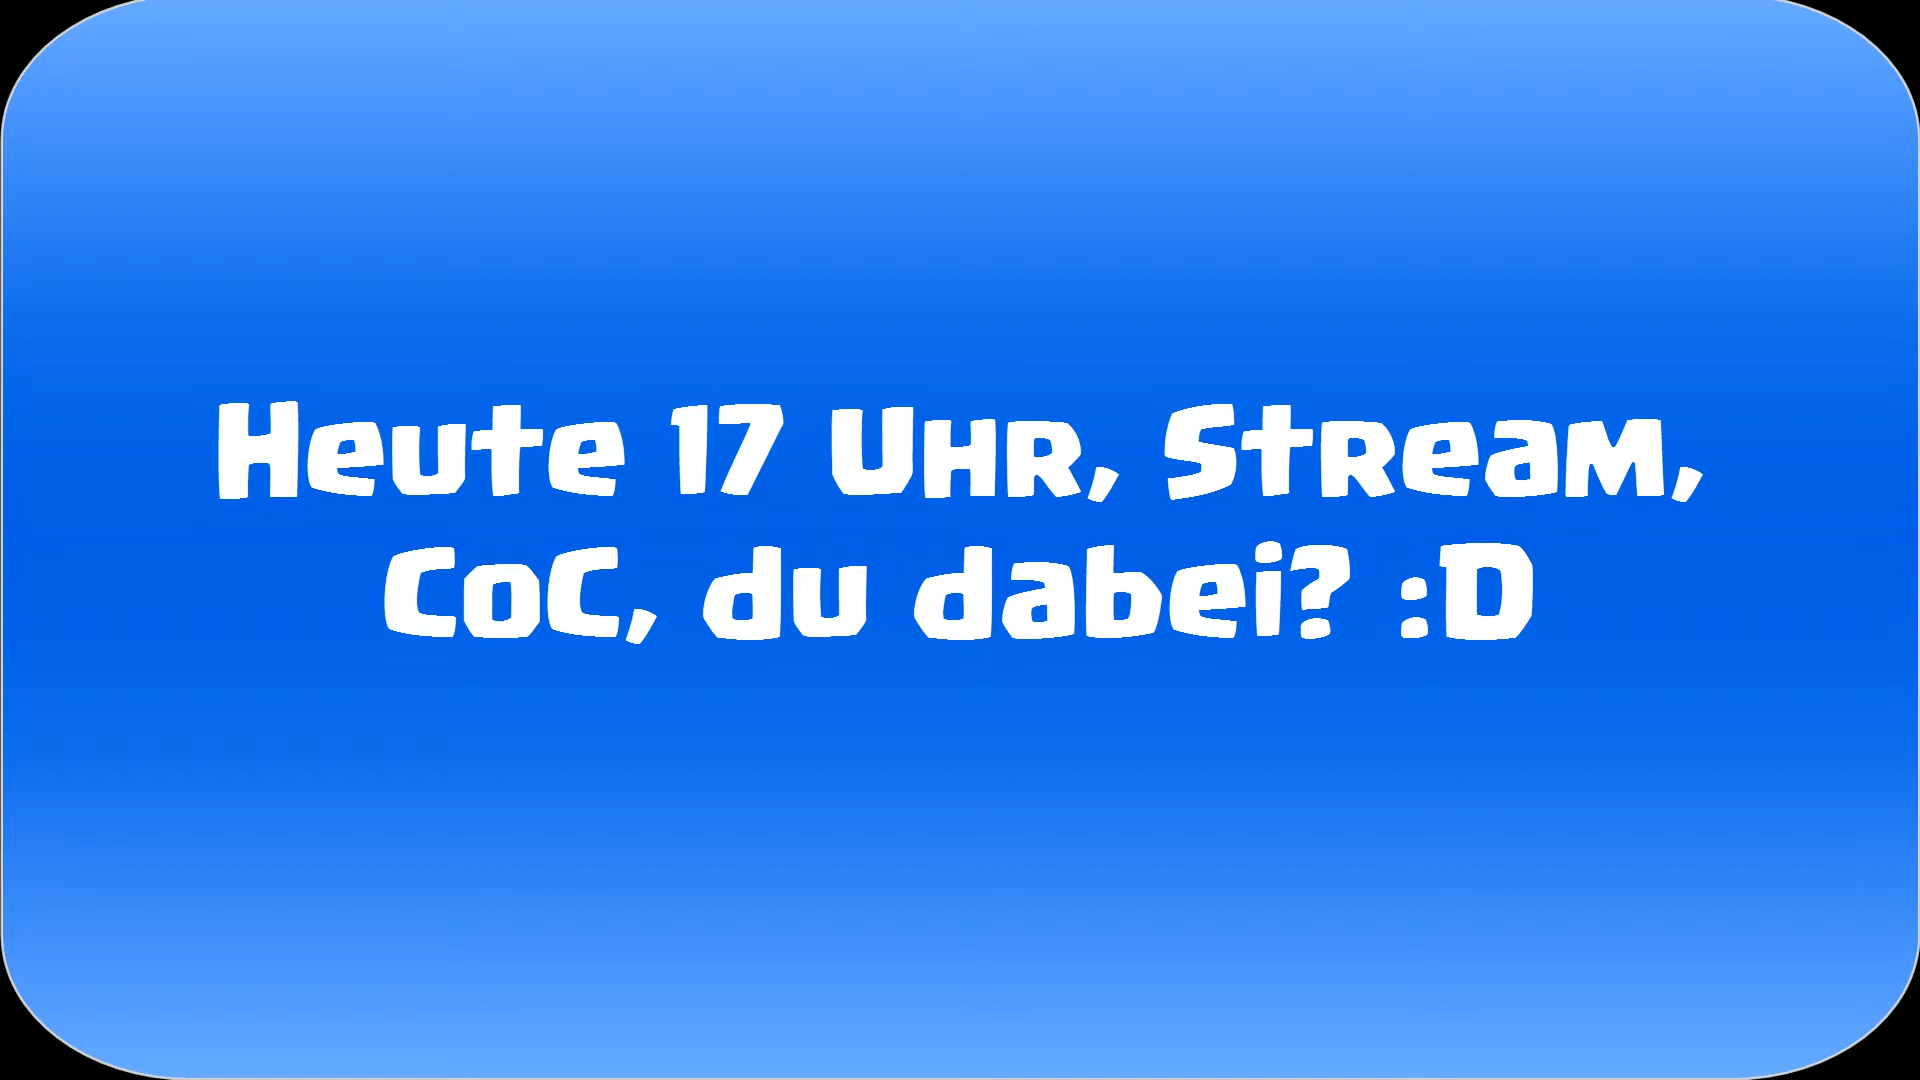 Heute 17 Uhr, Stream,
CoC, du dabei? :D